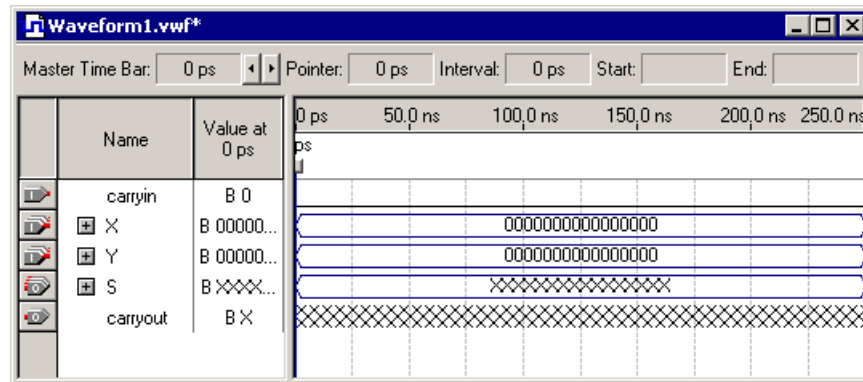 Waveform1.vwf*
Master Time Bar: 0 ps Pointer: 0 ps Interval: 0 ps Start: End:
Name Value at 0 ps
0 ps 50.0 ns 100.0 ns 150.0 ns 200.0 ns 250.0 ns
ps
carryin B 0
X B 00000... 0000000000000000
Y B 00000... 0000000000000000
S B XXXX... XXXXXXXXXXXXXXXX
carryout B X